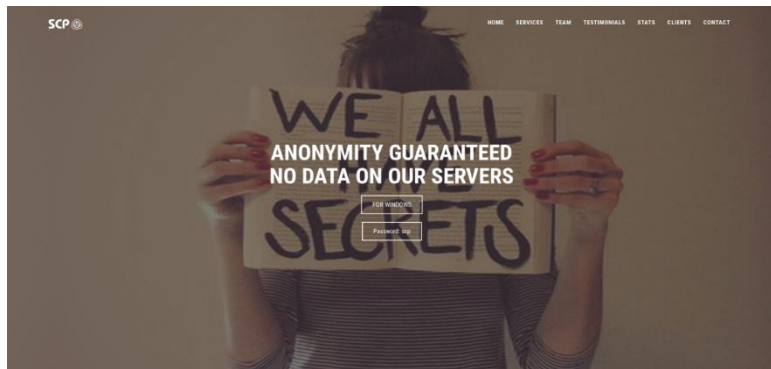 SCP
HOME SERVICES TEAM TESTIMONIALS STATS CLIENTS CONTACT
WE ALL
HAVE
SECRETS
ANONYMITY GUARANTEED
NO DATA ON OUR SERVERS
FOR WINDOWS
Password: scp